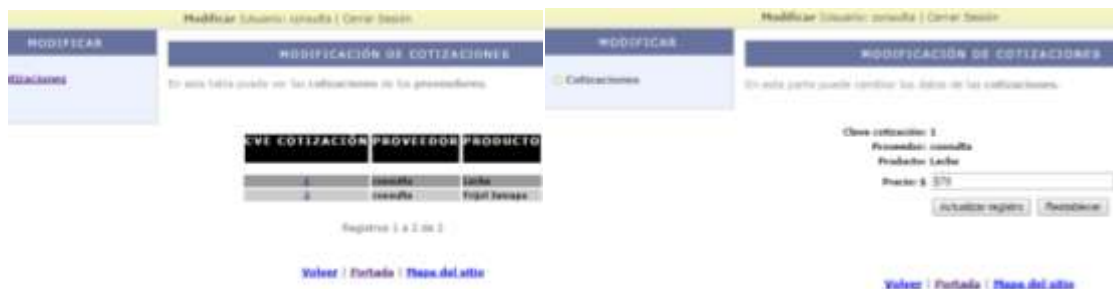 Modificar Usuario: consulta | Cerrar Sesión
MODIFICAR
MODIFICACIÓN DE COTIZACIONES
otizaciones
En esta tabla puede ver las cotizaciones de los proveedores.
CVE COTIZACIÓN PROVEEDOR PRODUCTO
consulta Leche
2 consulta Frijol
Registros 1 a 2 de 2
Volver | Portada | Mapa del sitio
Modificar Usuario: consulta | Cerrar Sesión
MODIFICAR
MODIFICACIÓN DE COTIZACIONES
Cotizaciones
En esta parte puede cambiar los datos de las cotizaciones.
Clave cotización: 1
Proveedor: consulta
Producto: Leche
Precio: $
Actualizar registro Restablecer
Volver | Portada | Mapa del sitio